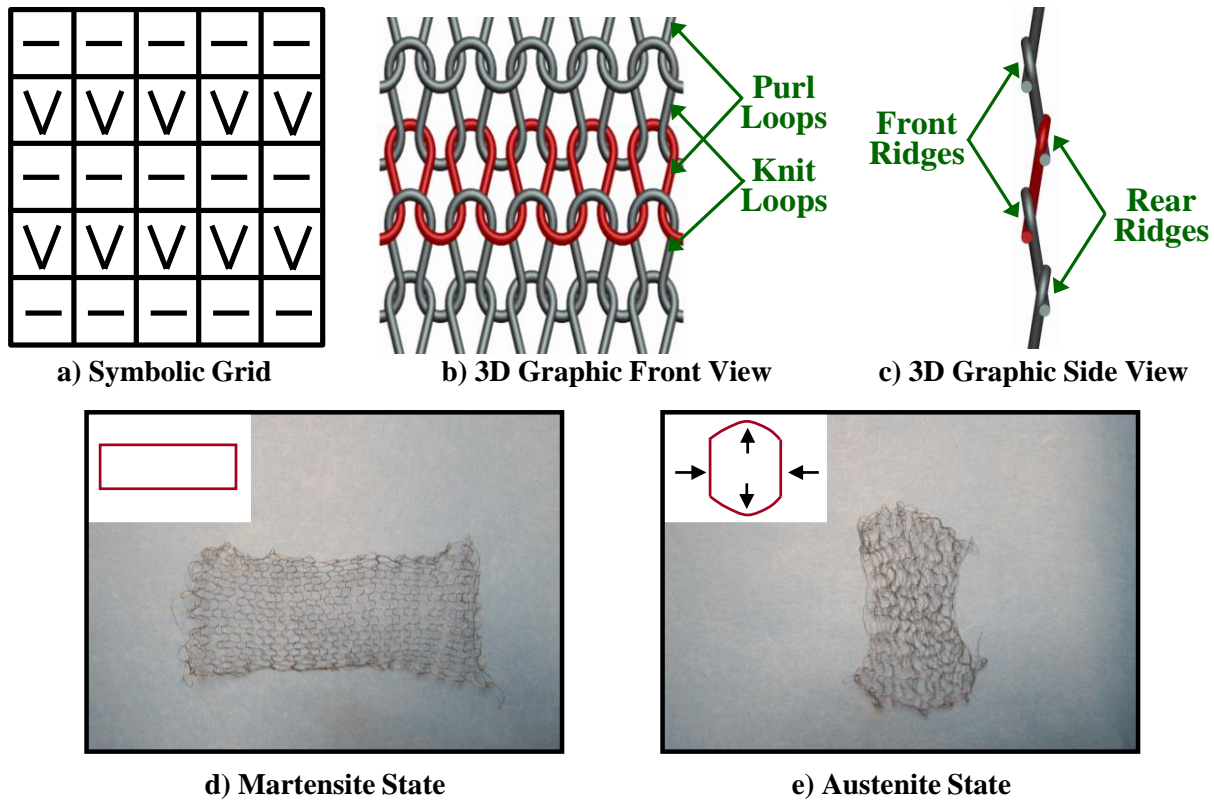 Purl
Loops
Knit
Loops
Front
Ridges
Rear
Ridges
a) Symbolic Grid
b) 3D Graphic Front View
c) 3D Graphic Side View
d) Martensite State
e) Austenite State